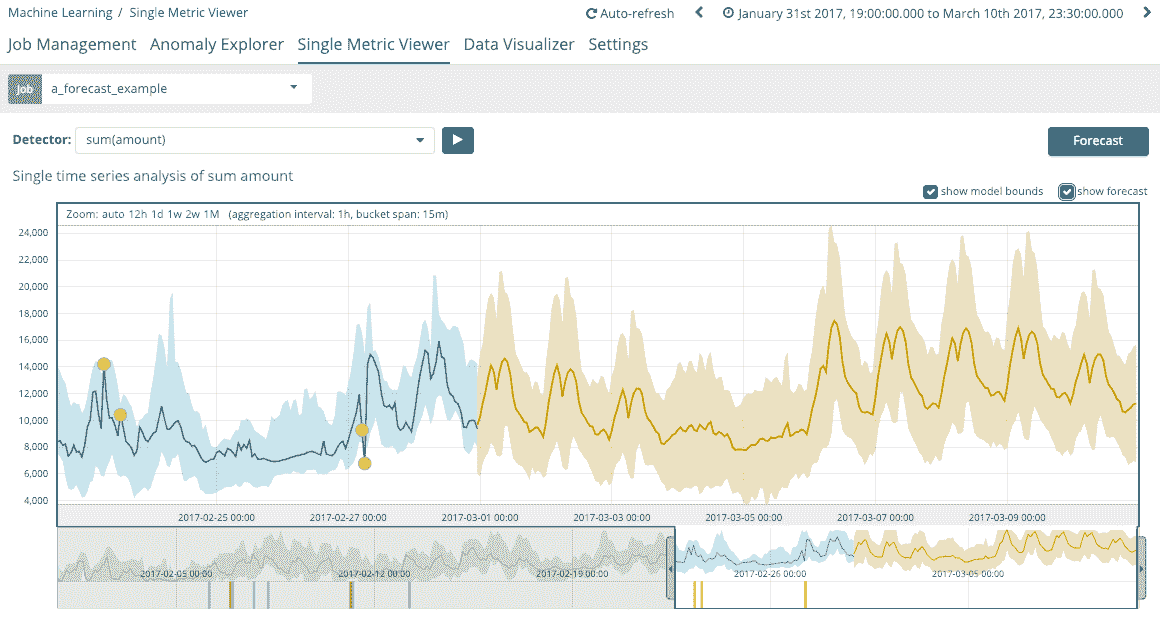 Machine Learning / Single Metric Viewer
Auto-refresh
January 31st 2017, 19:00:00.000 to March 10th 2017, 23:30:00.000
Job Management Anomaly Explorer Single Metric Viewer Data Visualizer Settings
Job a_forecast_example
Detector: sum(amount)
Forecast
Single time series analysis of sum amount
show model bounds show forecast
Zoom: auto 12h 1d 1w 2w 1M (aggregation interval: 1h, bucket span: 15m)
24,000
22,000
20,000
18,000
16,000
14,000
12,000
10,000
8,000
6,000
4,000
2017-02-25 00:00 2017-02-27 00:00 2017-03-01 00:00 2017-03-03 00:00 2017-03-05 00:00 2017-03-07 00:00 2017-03-09 00:00
2017-02-05 00:00 2017-02-12 00:00 2017-02-19 00:00 2017-02-26 00:00 2017-03-05 00:00